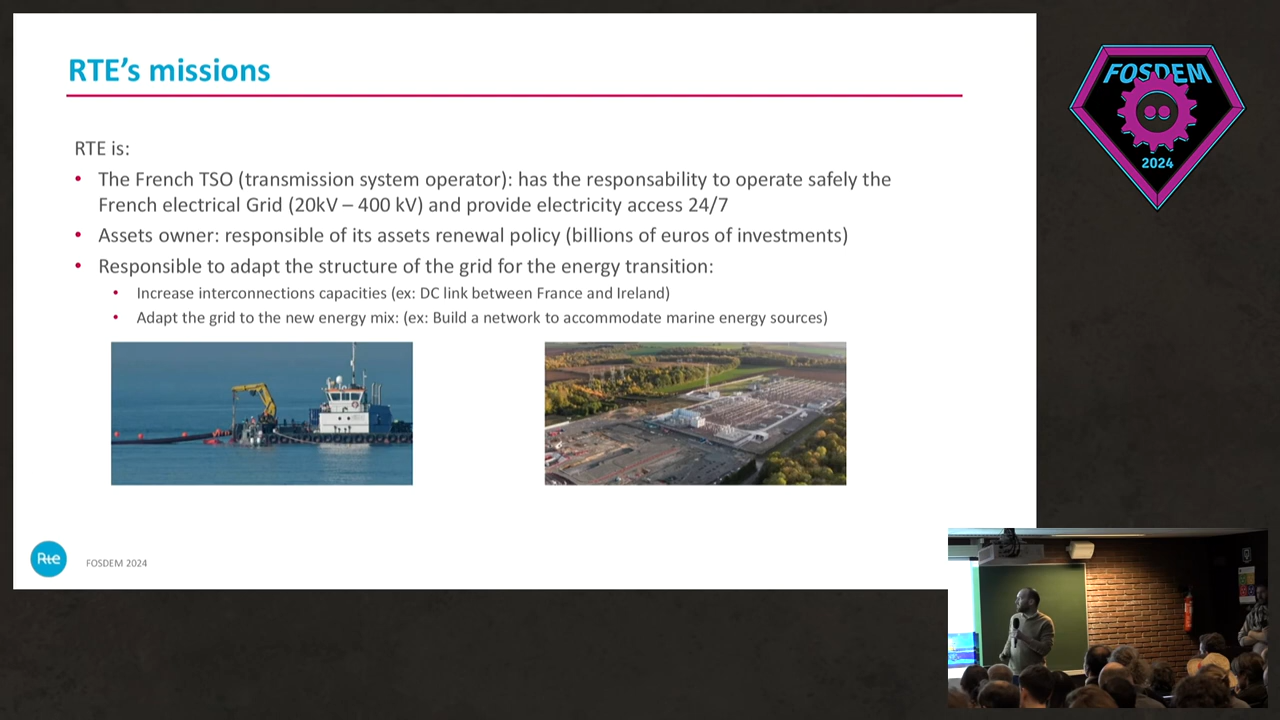 RTE's missions
RTE is:
• The French TSO (transmission system operator): has the responsability to operate safely the
French electrical Grid (20kV – 400 kV) and provide electricity access 24/7
• Assets owner: responsible of its assets renewal policy (billions of euros of investments)
• Responsible to adapt the structure of the grid for the energy transition:
• Increase interconnections capacities (ex: DC link between France and Ireland)
• Adapt the grid to the new energy mix: (ex: Build a network to accommodate marine energy sources)
Rte
FOSDEM 2024
FOSDEM
2024